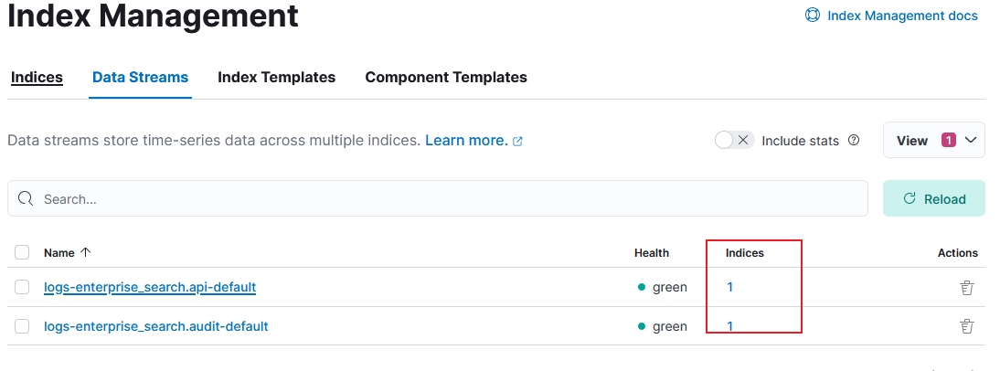 Index Management
Index Management docs
Indices Data Streams Index Templates Component Templates
Data streams store time-series data across multiple indices. Learn more.
Include stats
View 1
Search...
Reload
Name Health Indices Actions
logs-enterprise_search.api-default green 1
logs-enterprise_search.audit-default green 1